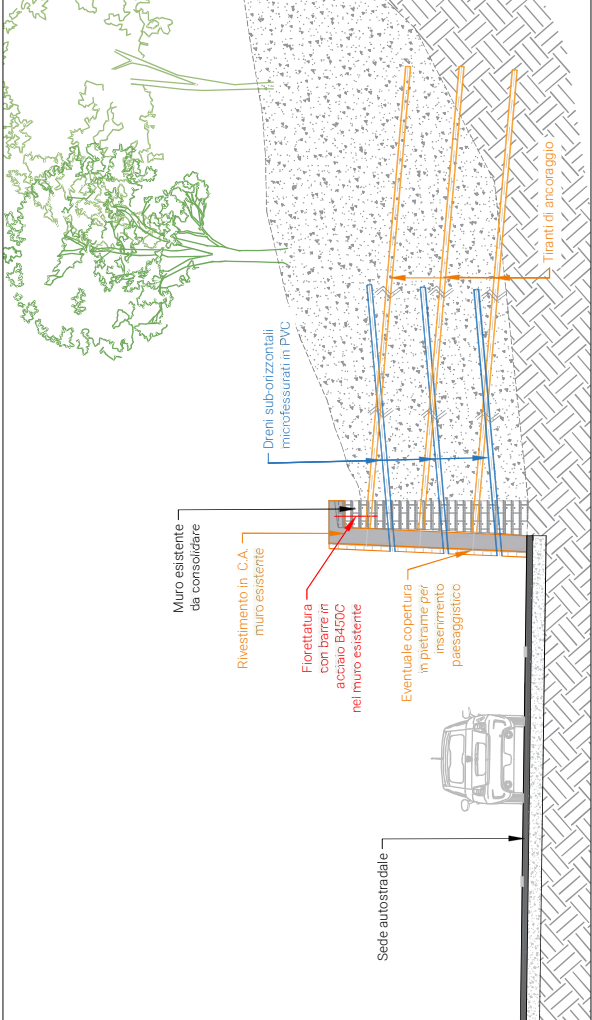 Sede autostradale
Muro esistente
da consolidare
Rivestimento in C.A.
muro esistente
Fiorettatura
con barre in
acciaio B450C
nel muro esistente
Eventuale copertura
in pietrame per
inserimento
paesaggistico
Dreni sub-orizzontali
microfessurati in PVC
Tiranti di ancoraggio